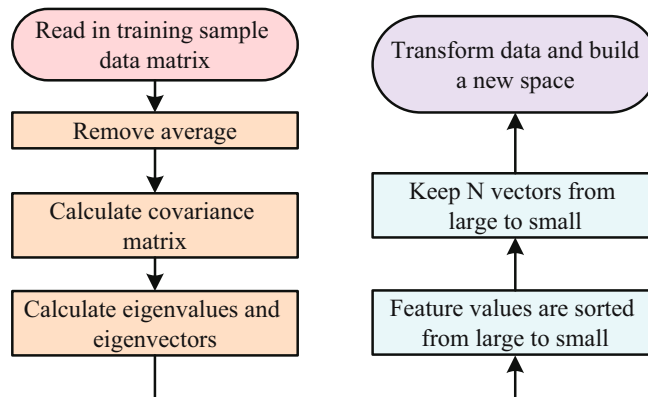 Read in training sample
data matrix
Remove average
Calculate covariance
matrix
Calculate eigenvalues and
eigenvectors
Feature values are sorted
from large to small
Keep N vectors from
large to small
Transform data and build
a new space